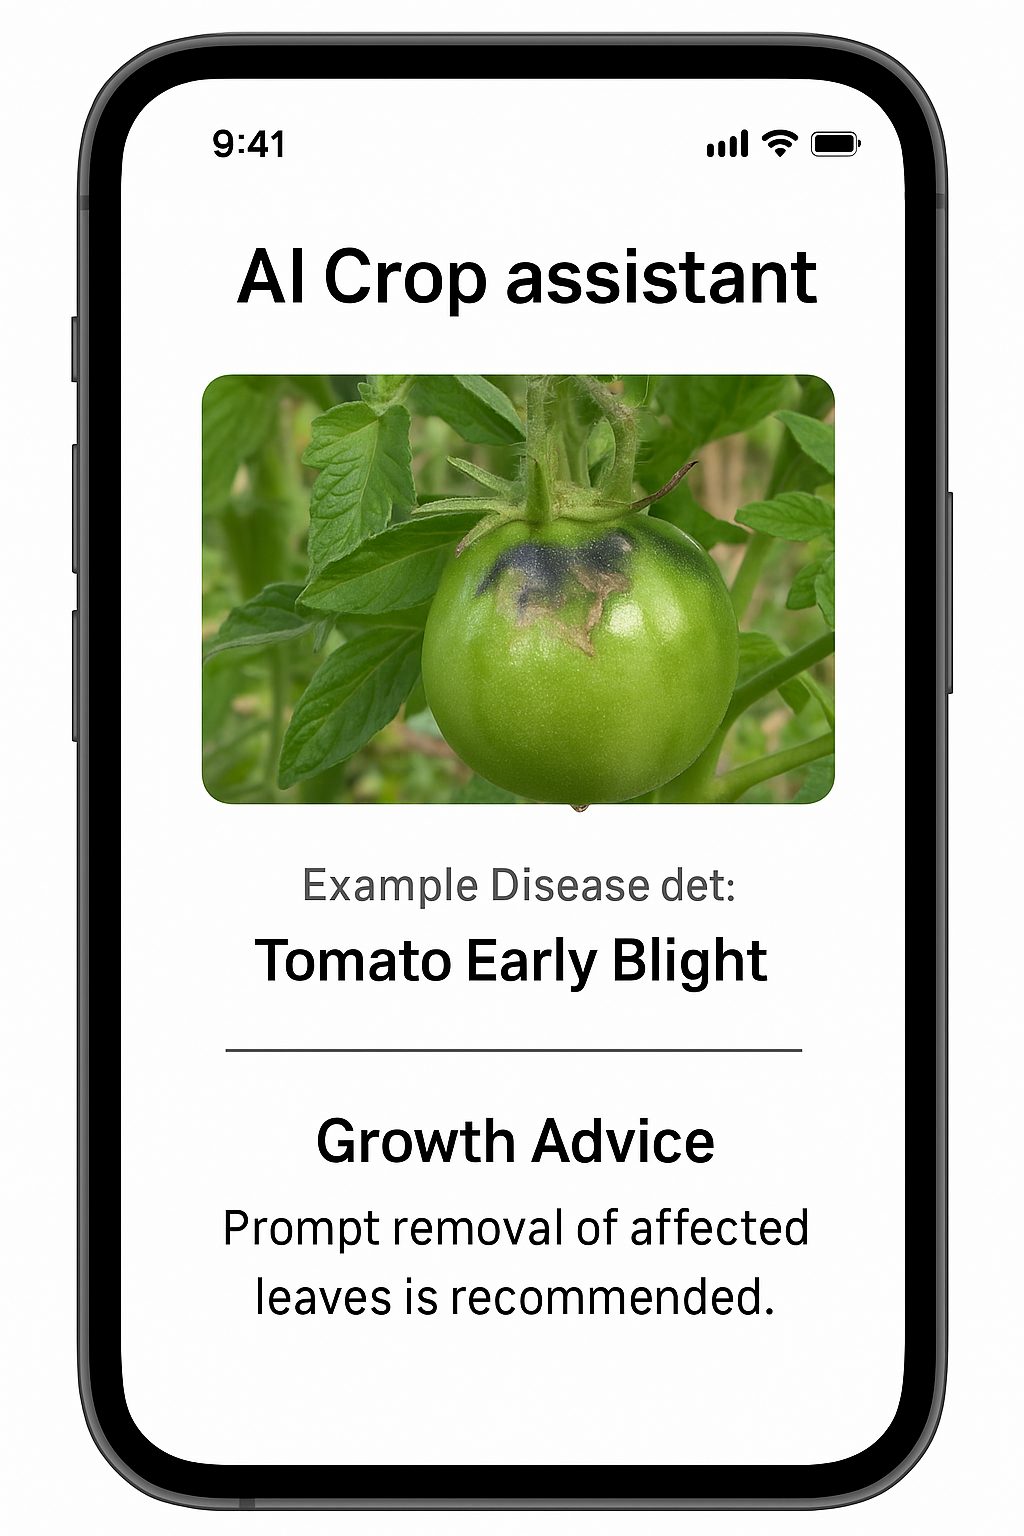 9:41
AI Crop assistant
Example Disease det:
Tomato Early Blight
Growth Advice
Prompt removal of affected
leaves is recommended.